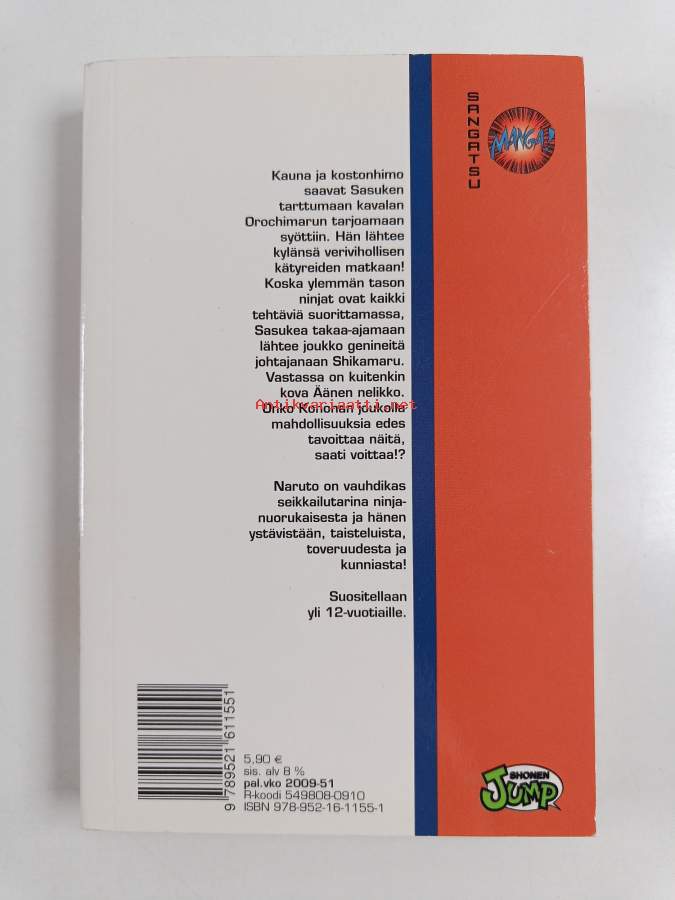 SANGATSU
MANGA!
Kauna ja kostonhimo
saavat Sasuken
tarttumaan kavalan
Orochimarun tarjoamaan
syöttiin. Hän lähtee
kylänsä verivihollisen
kätyreiden matkaan!
Koska ylemmän tason
ninjat ovat kaikki
tehtäviä suorittamassa,
Sasukea takaa-ajamaan
lähtee joukko genineitä
johtajanaan Shikamaru.
Vastassa on kuitenkin
kova Äänen nelikko.
Antikvariaatti.net
Onko Konohan joukolla
mahdollisuuksia edes
tavoittaa näitä,
saati voittaa!?
Naruto on vauhdikas
seikkailutarina ninja-
nuorukaisesta ja hänen
ystävistään, taisteluista,
toveruudesta ja
kunniasta!
Suositellaan
yli 12-vuotiaille.
9 789521 611551
5,90 €
sis. alv 8 %
pal.vko 2009-51
R-koodi 549808-0910
ISBN 978-952-16-1155-1
SHONEN
JUMP